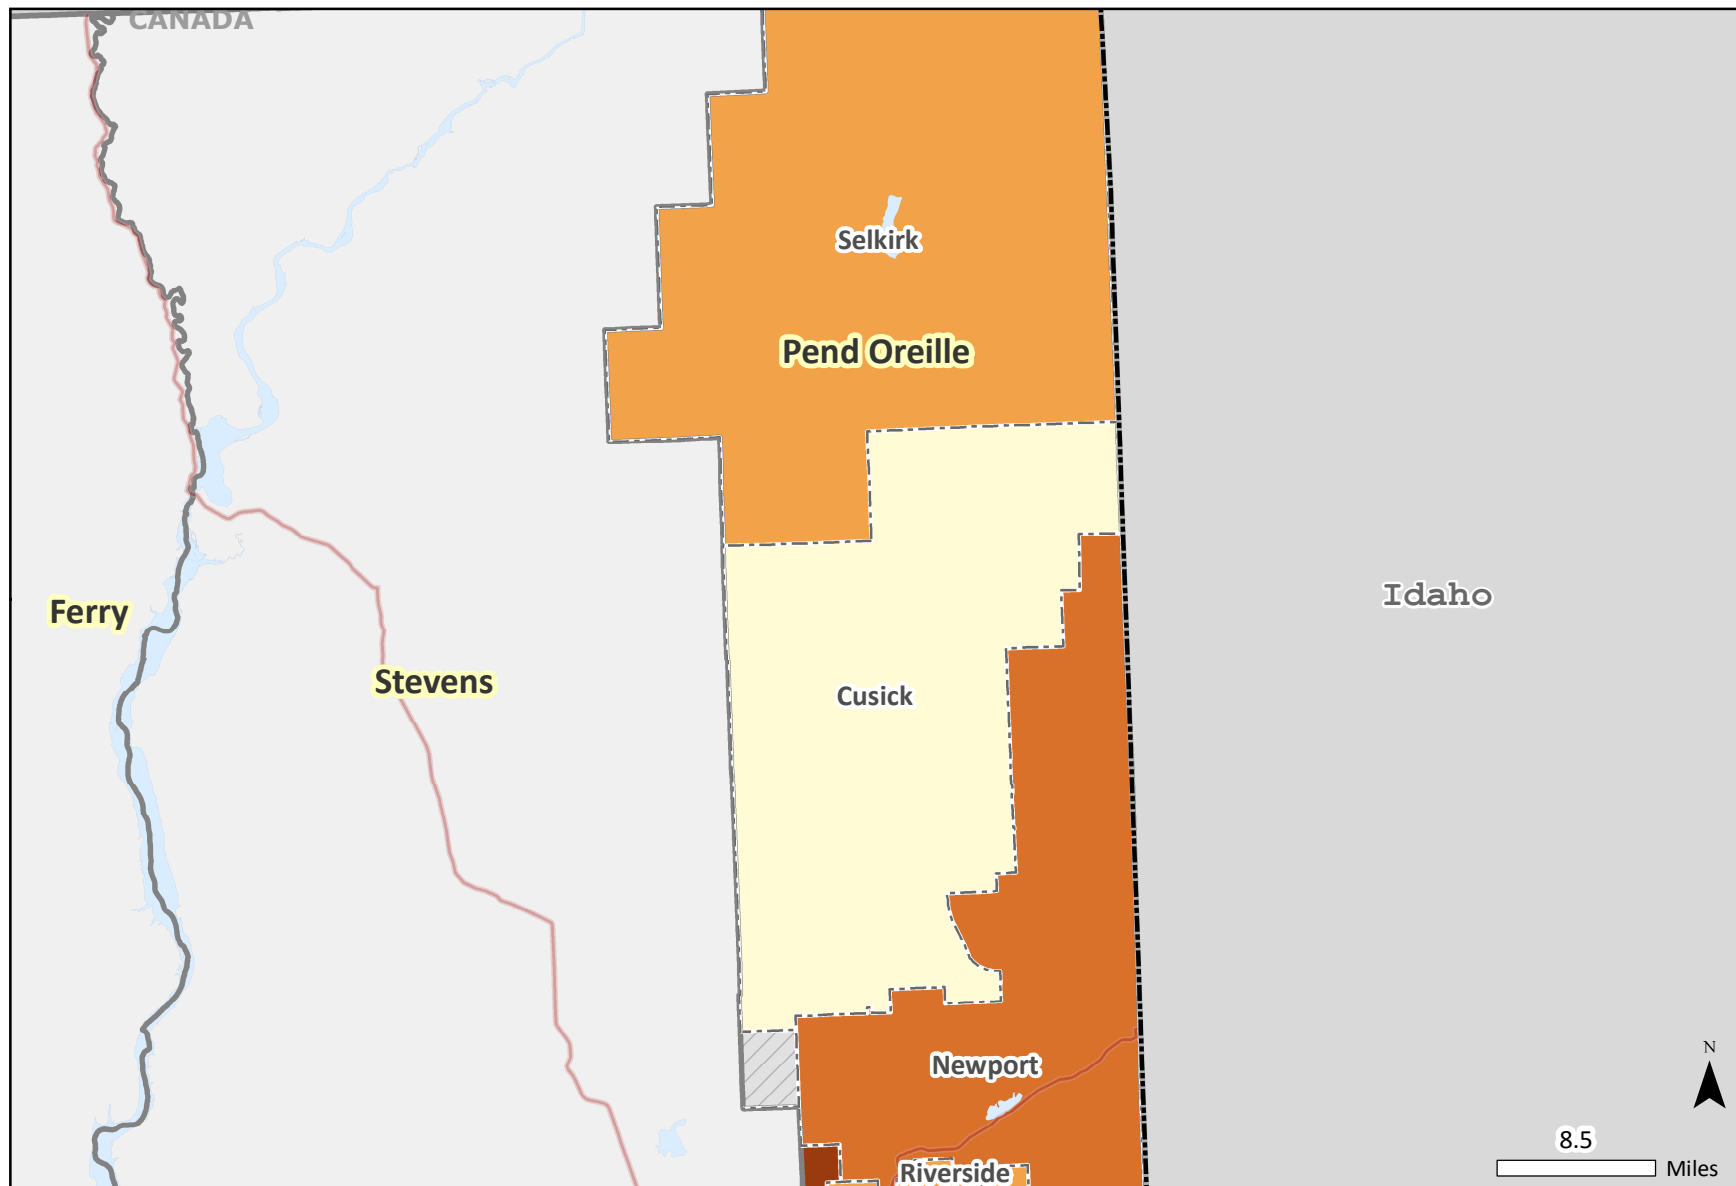 CANADA
Selkirk
Pend Oreille
Idaho
Ferry
Stevens
Cusick
Newport
N
8.5
Miles
Riverside